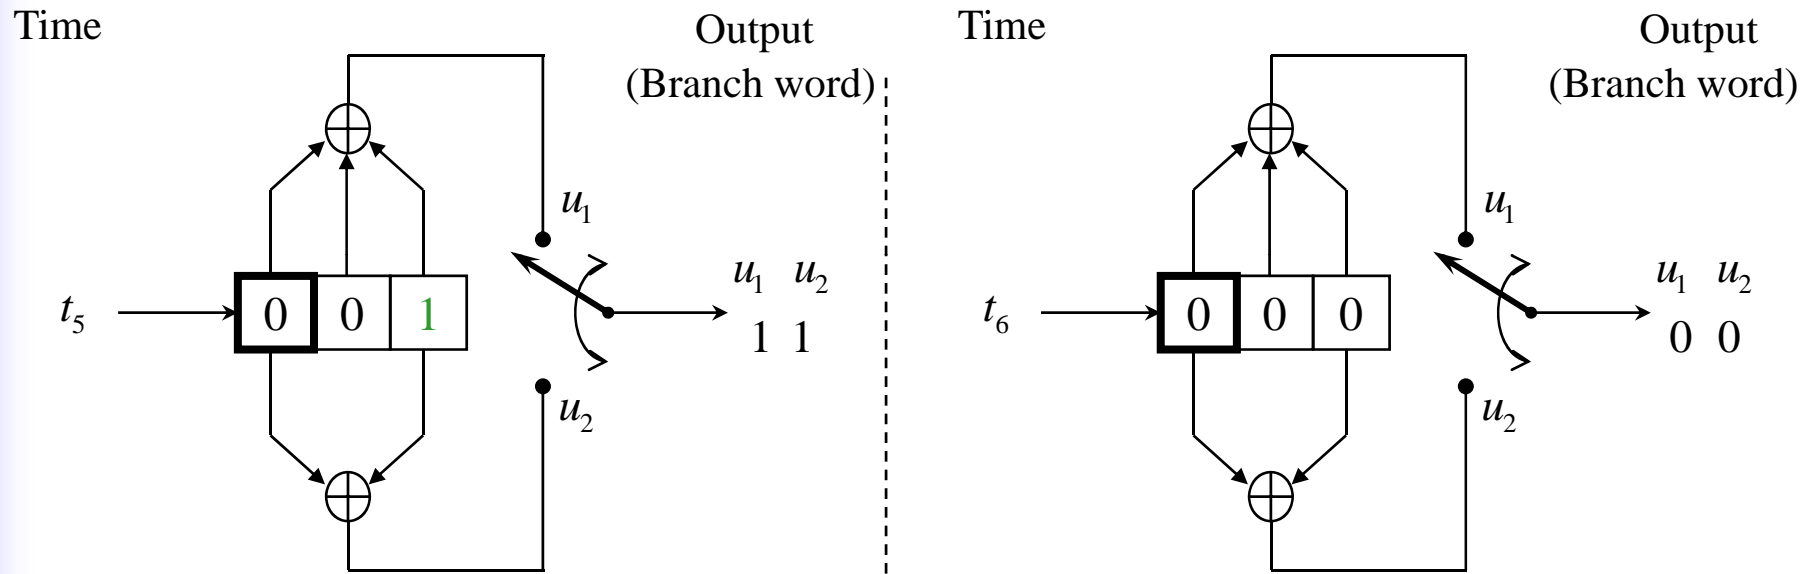 Time
Output
(Branch word)
u₁
t₅
0 0 1
u₁ u₂
1 1
u₂
Time
Output
(Branch word)
u₁
t₆
0 0 0
u₁ u₂
0 0
u₂